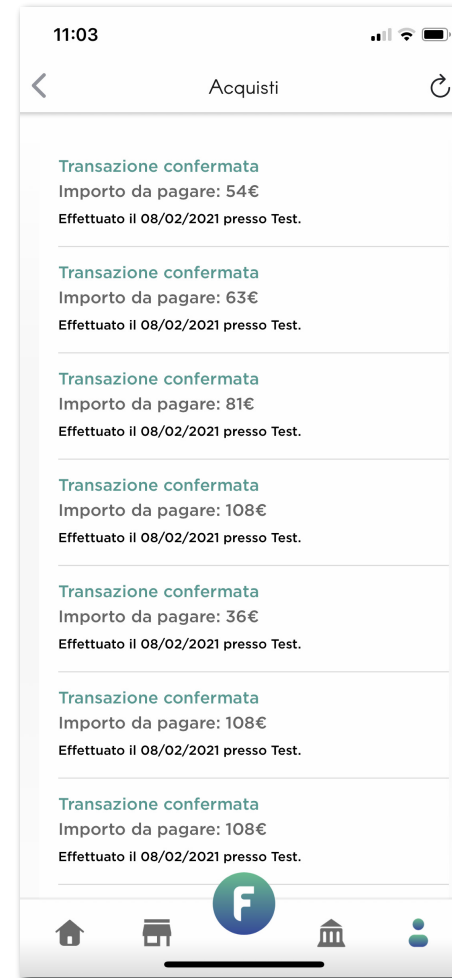 11:03
Acquisti
Transazione confermata
Importo da pagare: 54€
Effettuato il 08/02/2021 presso Test.
Transazione confermata
Importo da pagare: 63€
Effettuato il 08/02/2021 presso Test.
Transazione confermata
Importo da pagare: 81€
Effettuato il 08/02/2021 presso Test.
Transazione confermata
Importo da pagare: 108€
Effettuato il 08/02/2021 presso Test.
Transazione confermata
Importo da pagare: 36€
Effettuato il 08/02/2021 presso Test.
Transazione confermata
Importo da pagare: 108€
Effettuato il 08/02/2021 presso Test.
Transazione confermata
Importo da pagare: 108€
Effettuato il 08/02/2021 presso Test.
F